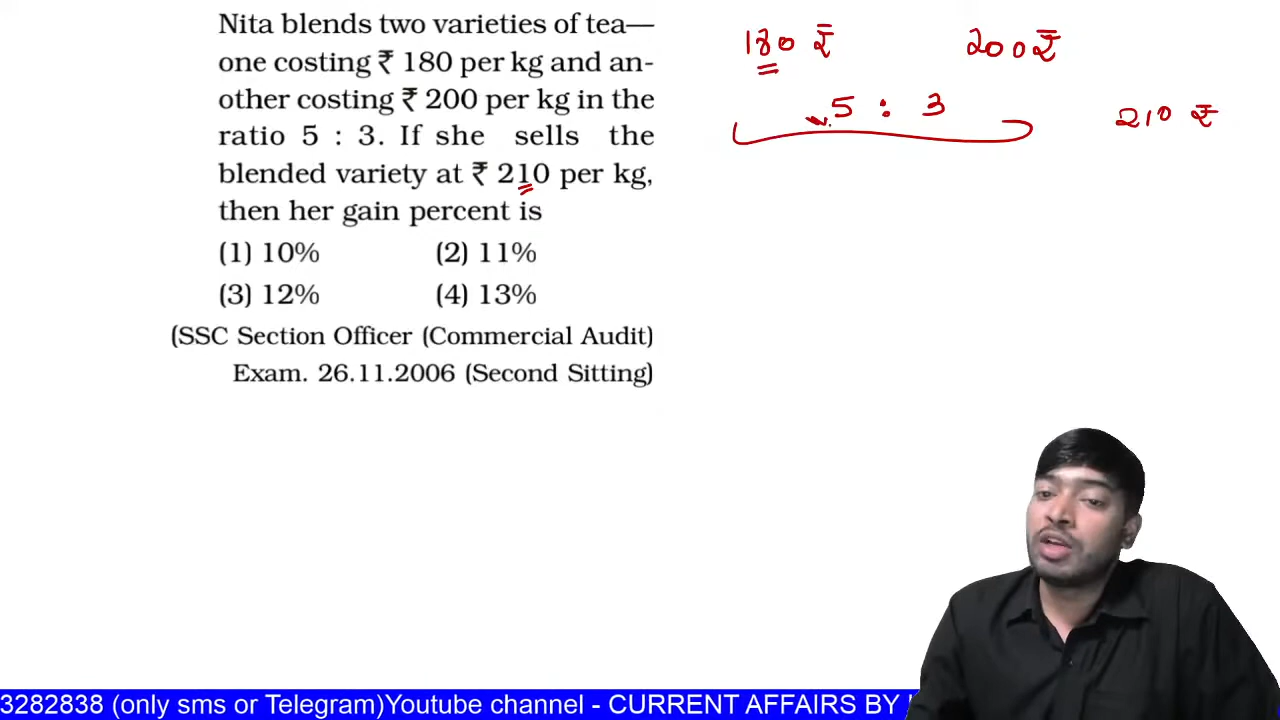 Nita blends two varieties of tea—
one costing ₹ 180 per kg and an-
other costing ₹ 200 per kg in the
ratio 5 : 3. If she sells the
blended variety at ₹ 210 per kg,
then her gain percent is
(1) 10% (2) 11%
(3) 12% (4) 13%
(SSC Section Officer (Commercial Audit)
Exam. 26.11.2006 (Second Sitting)
180 ₹ 200 ₹
5 : 3
210 ₹
3282838 (only sms or Telegram)Youtube channel - CURRENT AFFAIRS BY